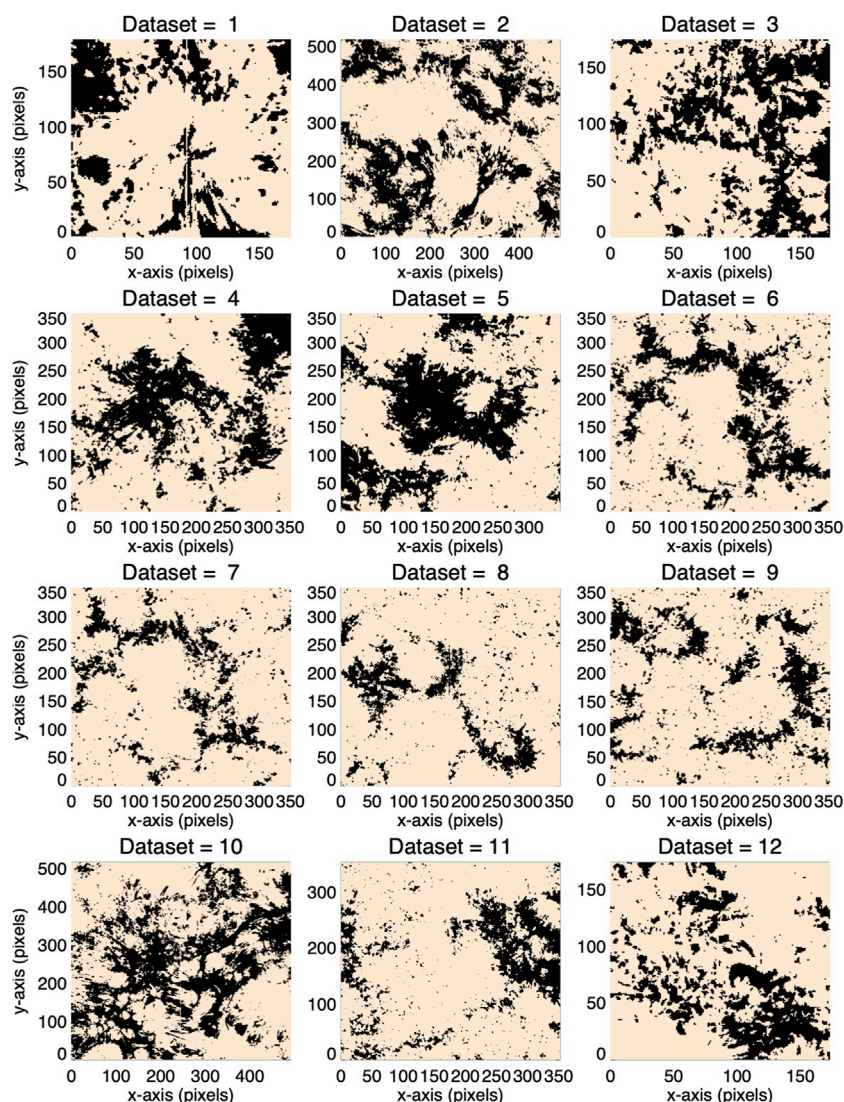 Dataset = 1 Dataset = 2 Dataset = 3
150 500 150
100 400 100
50 300 50
0 200 0
100
0
y-axis (pixels)
0 50 100 150 0 100 200 300 400 0 50 100 150
x-axis (pixels) x-axis (pixels) x-axis (pixels)
Dataset = 4 Dataset = 5 Dataset = 6
350 350 350
300 300 300
250 250 250
200 200 200
150 150 150
100 100 100
50 50 50
0 0 0
y-axis (pixels)
0 50 100 150 200 250 300 350 0 50 100 150 200 250 300 0 50 100 150 200 250 300 350
x-axis (pixels) x-axis (pixels) x-axis (pixels)
Dataset = 7 Dataset = 8 Dataset = 9
350 350 350
300 300 300
250 250 250
200 200 200
150 150 150
100 100 100
50 50 50
0 0 0
y-axis (pixels)
0 50 100 150 200 250 300 350 0 50 100 150 200 250 300 350 0 50 100 150 200 250 300 350
x-axis (pixels) x-axis (pixels) x-axis (pixels)
Dataset = 10 Dataset = 11 Dataset = 12
500 300 150
400 200 100
300 100 50
200 0 0
100
0
y-axis (pixels)
0 100 200 300 400 0 50 100 150 200 250 300 350 0 50 100 150
x-axis (pixels) x-axis (pixels) x-axis (pixels)